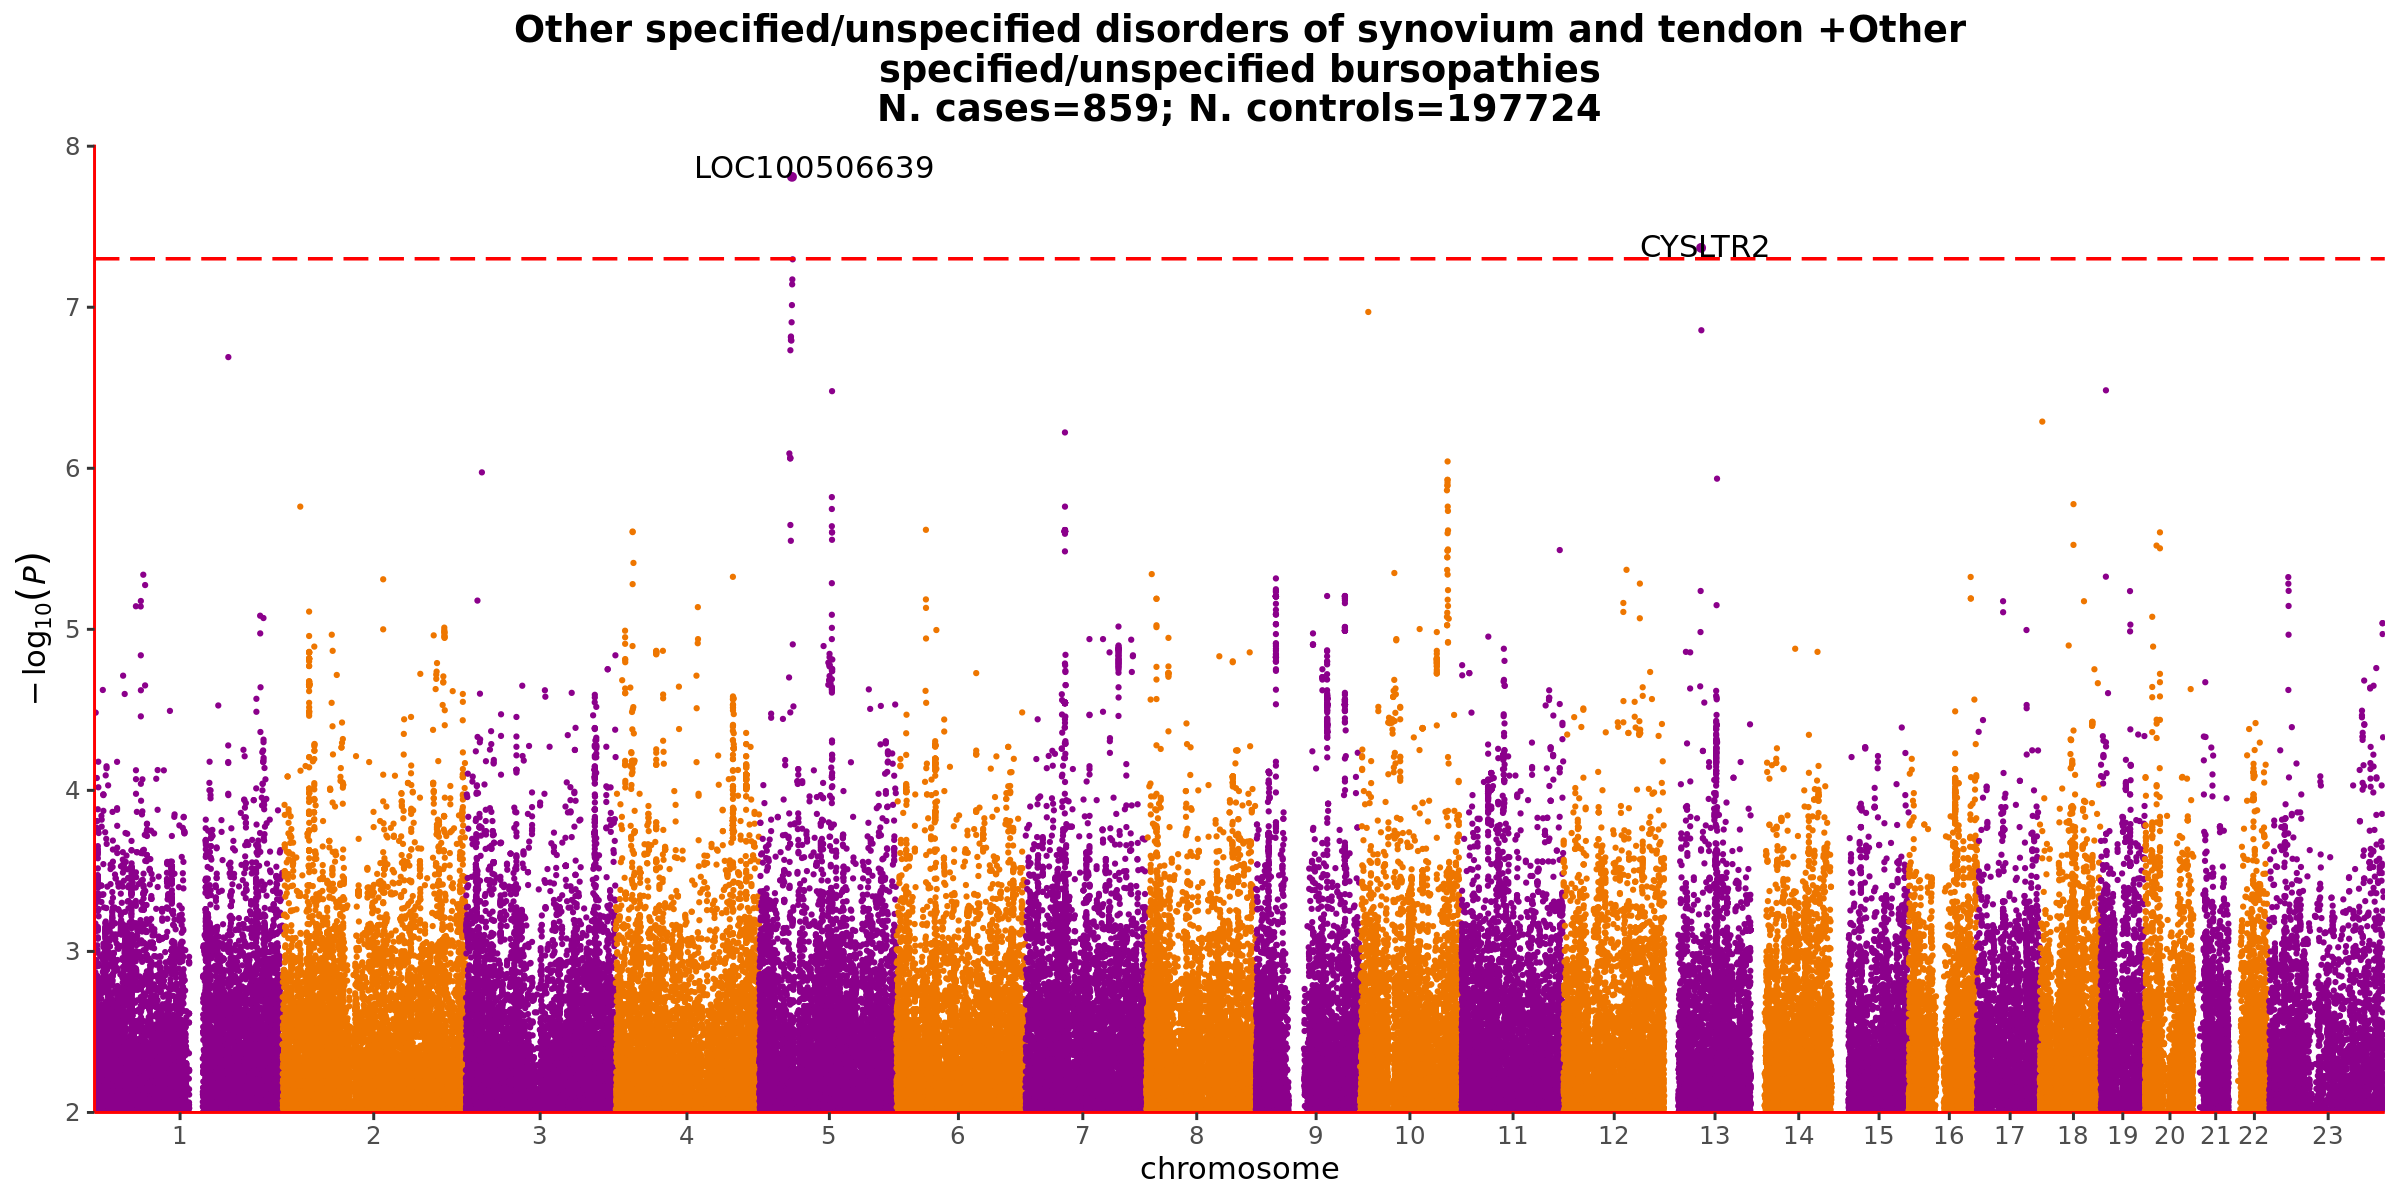 Other specified/unspecified disorders of synovium and tendon +Other
specified/unspecified bursopathies
N. cases=859; N. controls=197724
8
LOC100506639
CYSLTR2
7
6
5
4
3
2
−log10(P)
1 2 3 4 5 6 7 8 9 10 11 12 13 14 15 16 17 18 19 20 21 22 23
chromosome